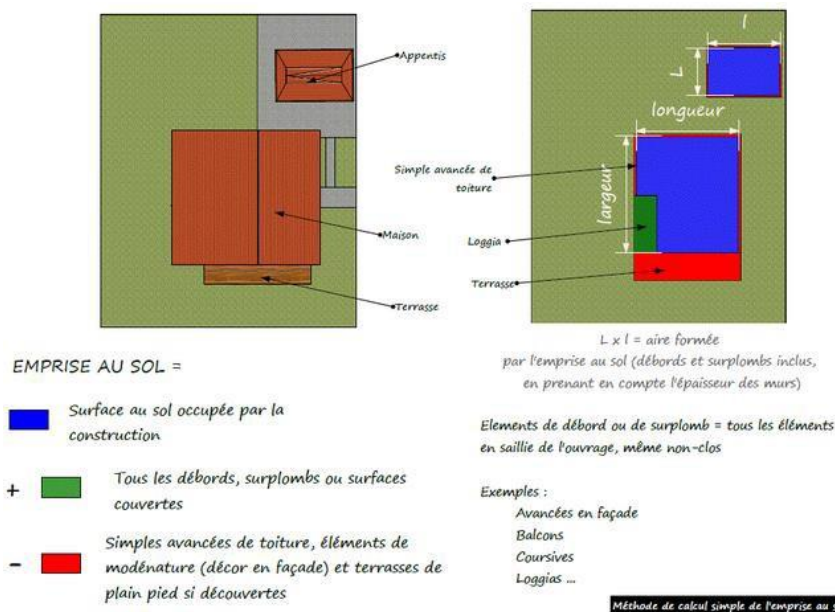 Appentis
Maison
Terrasse
l
L
longueur
largeur
Simple avancée de
toiture
Loggia
Terrasse
L x l = aire formée
par l'emprise au sol (débords et surplombs inclus,
en prenant en compte l'épaisseur des murs)
EMPRISE AU SOL =
Surface au sol occupée par la
construction
+ Tous les débords, surplombs ou surfaces
couvertes
- Simples avancées de toiture, éléments de
modénature (décor en façade) et terrasses de
plain pied si découvertes
Elements de débord ou de surplomb = tous les éléments
en saillie de l'ouvrage, même non-clos
Exemples :
Avancées en façade
Balcons
Coursives
Loggias ...
Méthode de calcul simple de l'emprise au